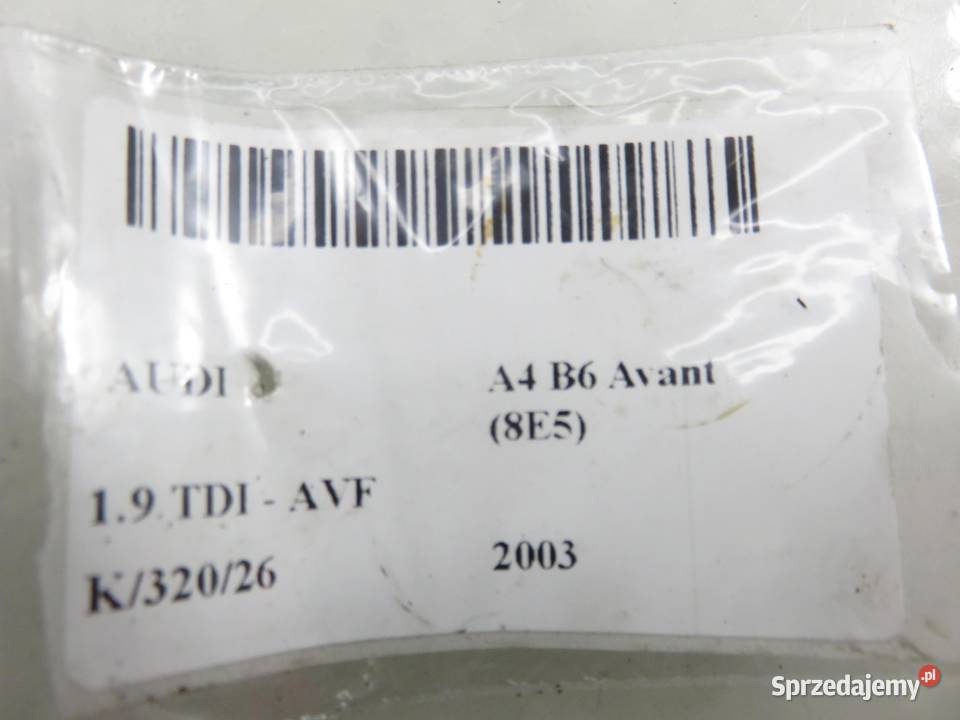 AUDI
A4 B6 Avant
(8E5)
1.9 TDI - AVF
K/320/26
2003
Sprzedajemy.pl